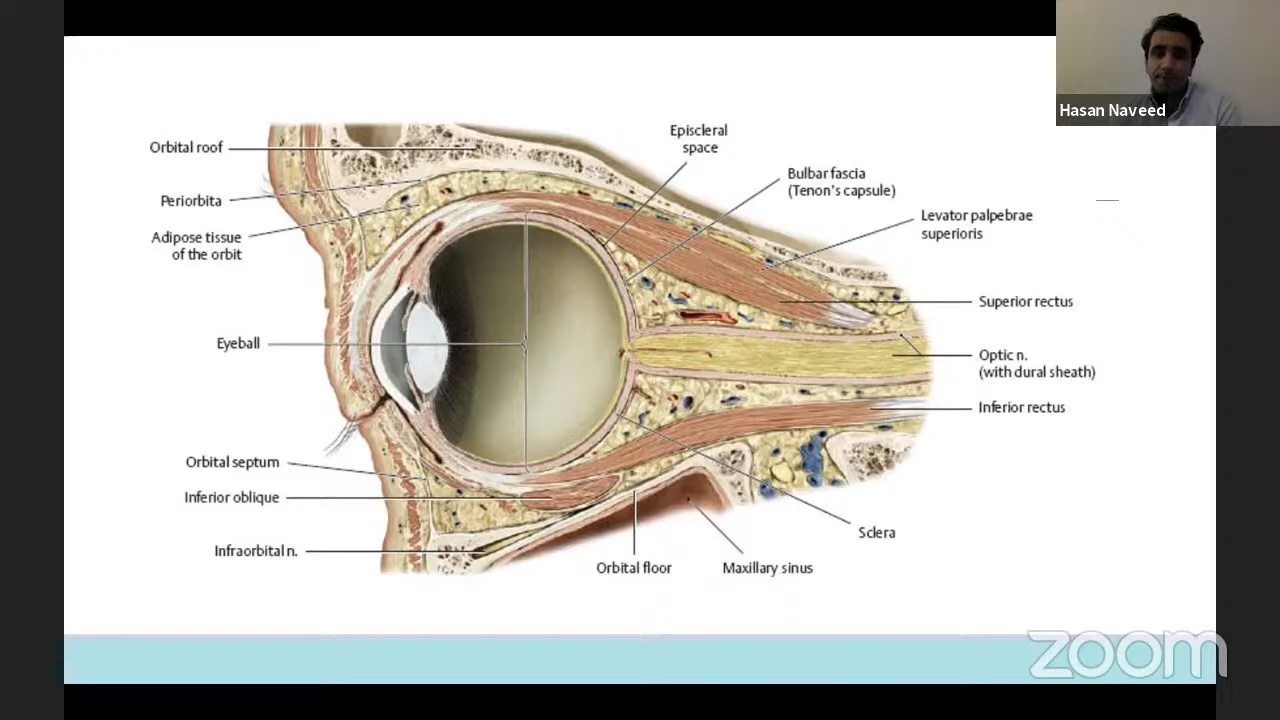 Hasan Naveed
Orbital roof
Periorbita
Adipose tissue
of the orbit
Eyeball
Orbital septum
Inferior oblique
Infraorbital n.
Episcleral
space
Bulbar fascia
(Tenon's capsule)
Levator palpebrae
superioris
Superior rectus
Optic n.
(with dural sheath)
Inferior rectus
Sclera
Orbital floor
Maxillary sinus
zoom